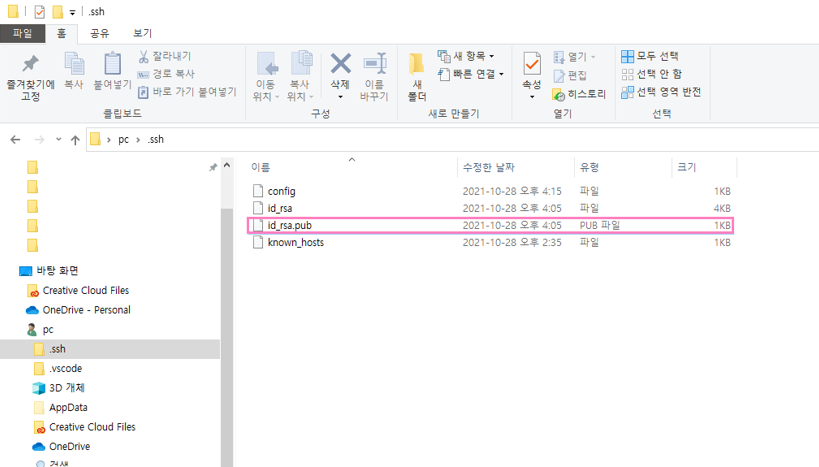 .ssh
파일 홈 공유 보기
즐겨찾기에
고정
복사
붙여넣기
잘라내기
경로 복사
바로 가기 붙여넣기
클립보드
이동
위치
복사
위치
삭제
이름
바꾸기
구성
새
폴더
새 항목
빠른 연결
새로 만들기
속성
열기
편집
히스토리
열기
모두 선택
선택 안 함
선택 영역 반전
선택
pc › .ssh
이름 수정한 날짜 유형 크기
config 2021-10-28 오후 4:15 파일 1KB
id_rsa 2021-10-28 오후 4:05 파일 4KB
id_rsa.pub 2021-10-28 오후 4:05 PUB 파일 1KB
known_hosts 2021-10-28 오후 2:35 파일 1KB
바탕 화면
Creative Cloud Files
OneDrive - Personal
pc
.ssh
.vscode
3D 개체
AppData
Creative Cloud Files
OneDrive
검색